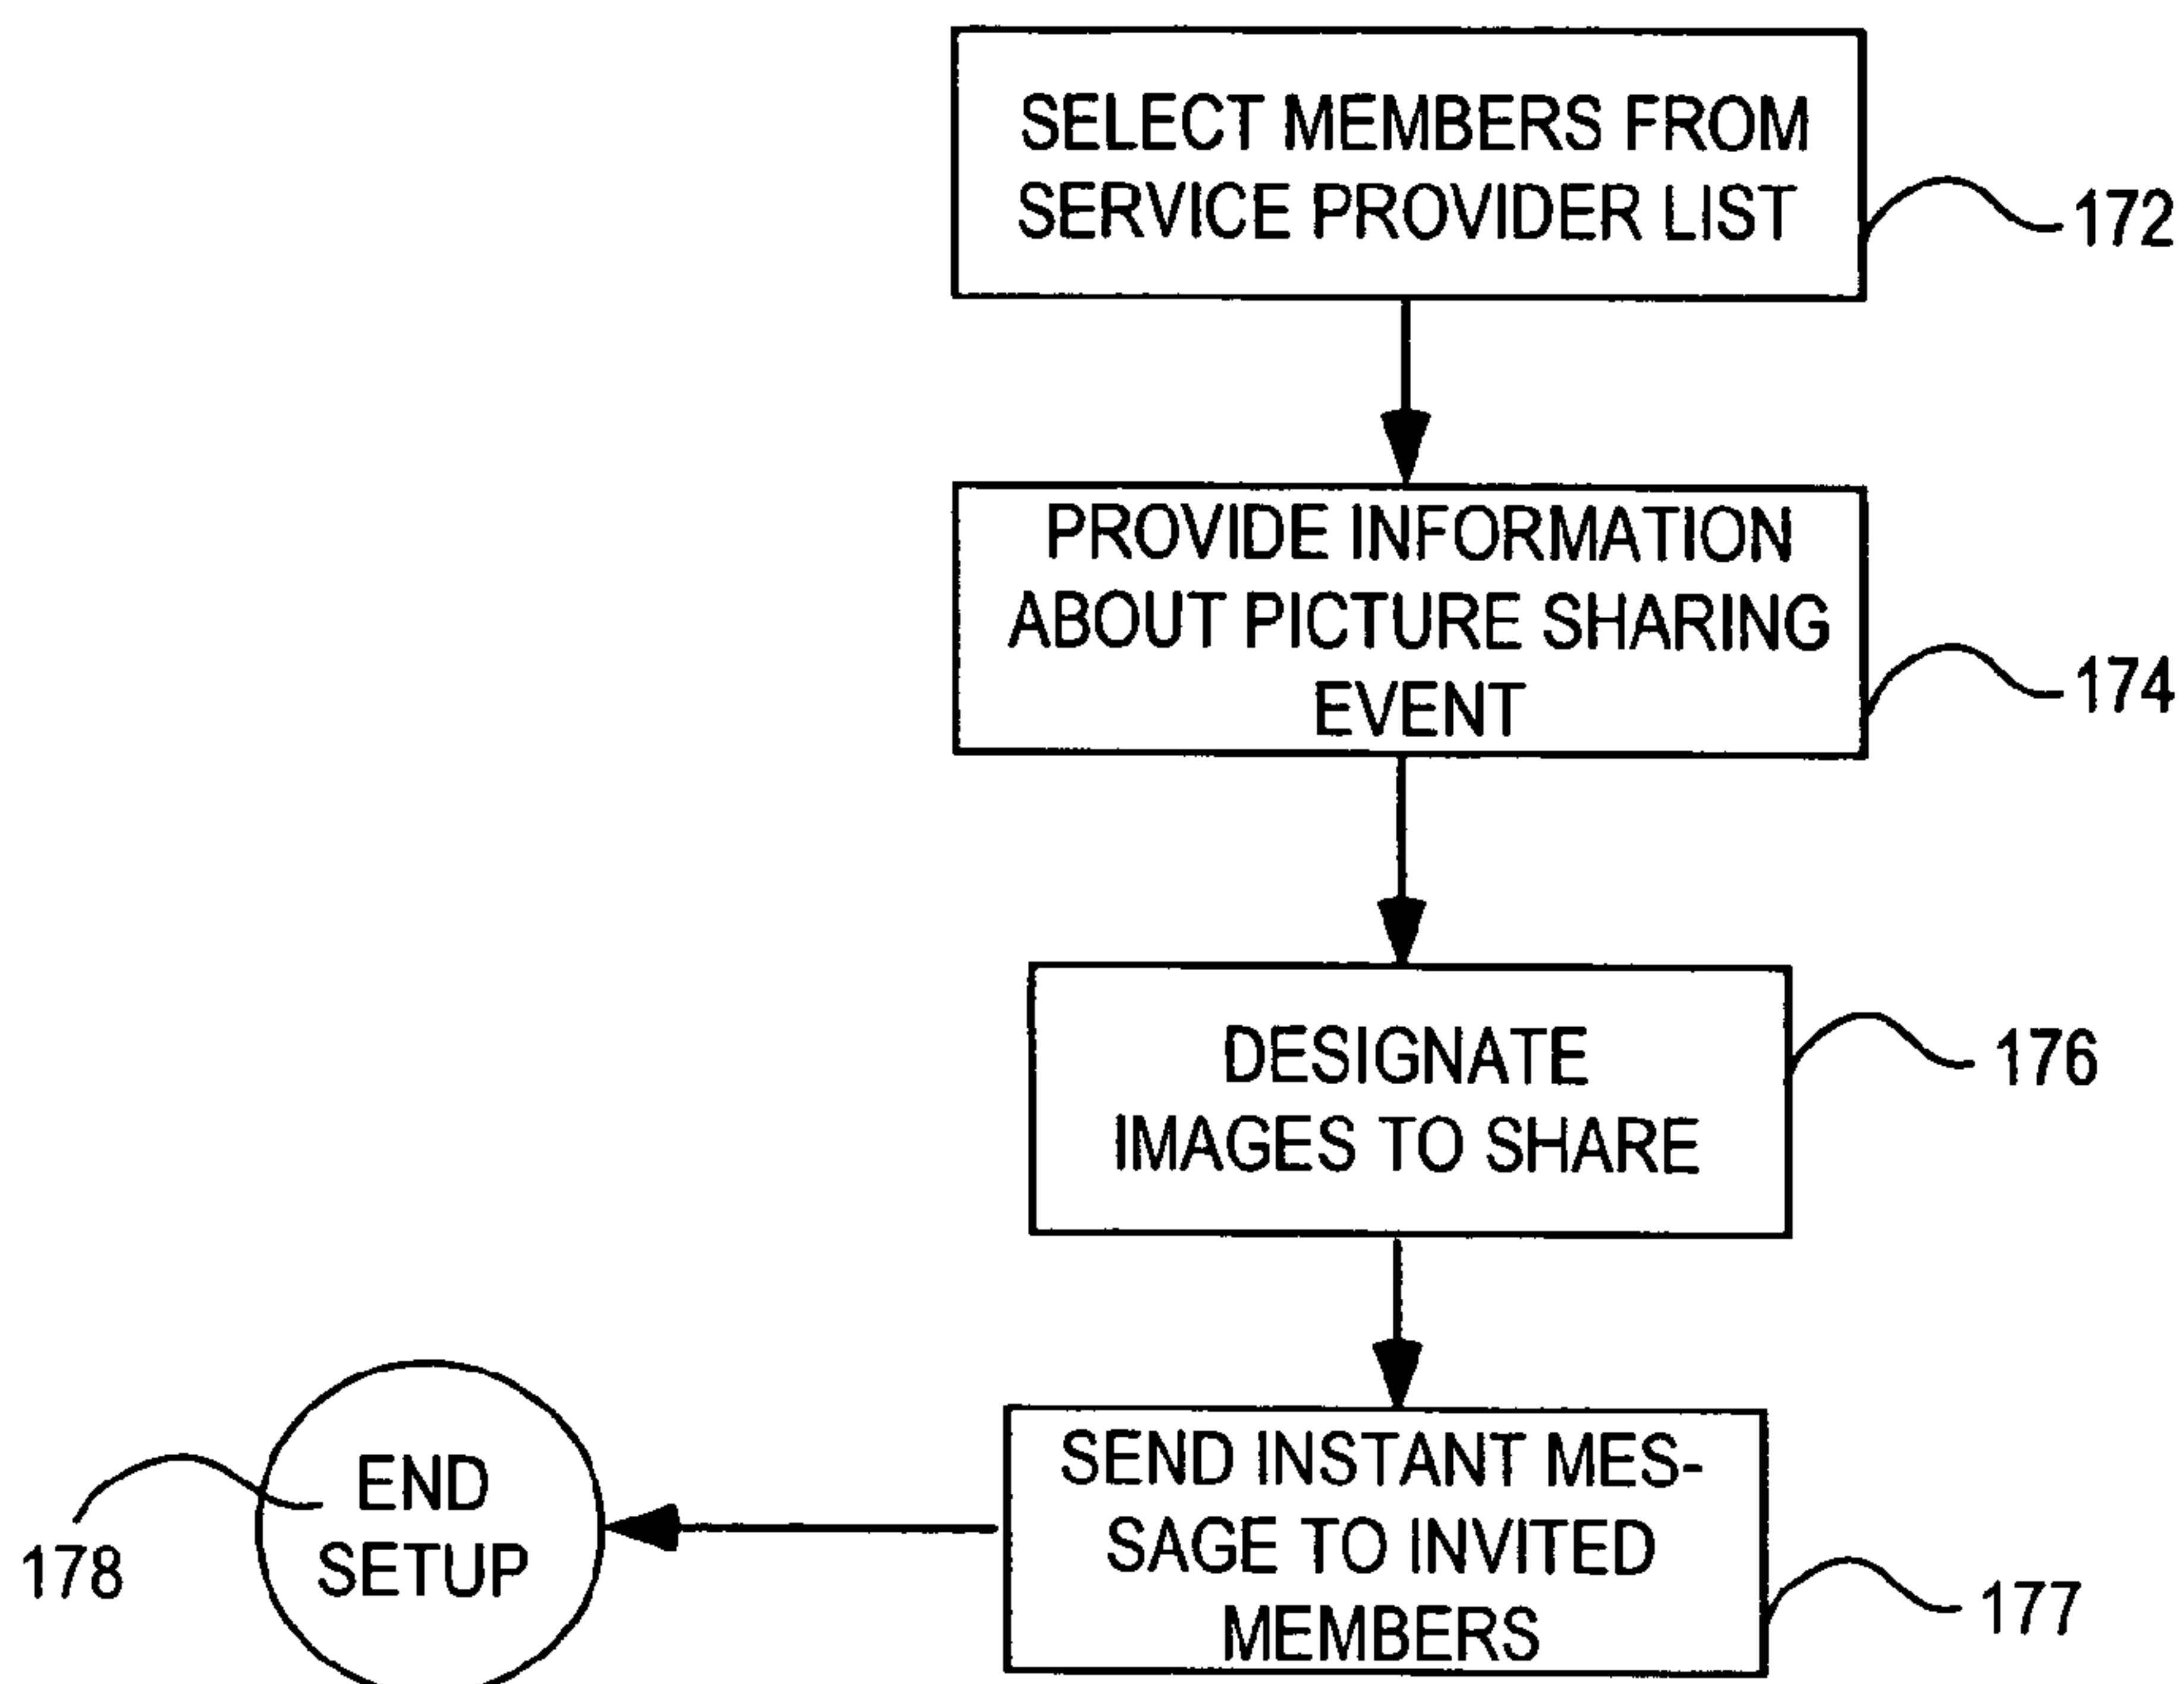 SELECT MEMBERS FROM
SERVICE PROVIDER LIST
172
PROVIDE INFORMATION
ABOUT PICTURE SHARING
EVENT
174
DESIGNATE
IMAGES TO SHARE
176
SEND INSTANT MES-
SAGE TO INVITED
MEMBERS
177
END
SETUP
178